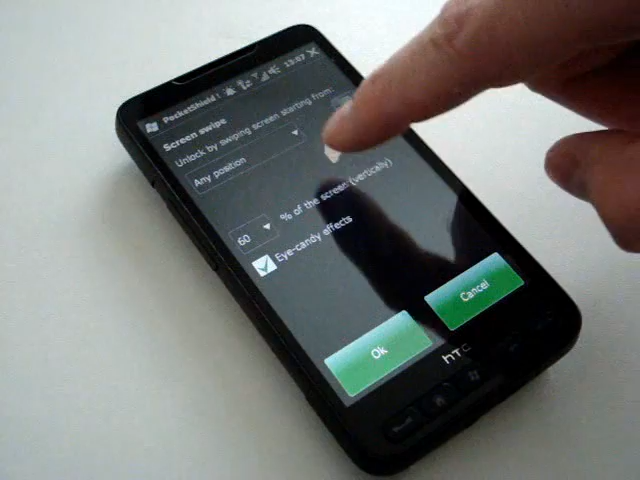 PocketShield 13:07
Screen swipe
Unlock by swiping screen starting from:
Any position
60 % of the screen (vertically)
Eye-candy effects
Ok Cancel
hTC